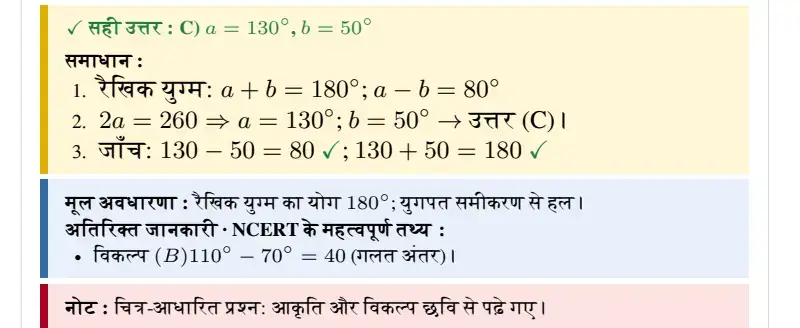 ✓ सही उत्तर : C) a = 130°, b = 50°
समाधान :
1. रैखिक युग्म: a + b = 180°; a − b = 80°
2. 2a = 260 ⇒ a = 130°; b = 50° → उत्तर (C)।
3. जाँच: 130 − 50 = 80 ✓; 130 + 50 = 180 ✓
मूल अवधारणा : रैखिक युग्म का योग 180°; युगपत समीकरण से हल।
अतिरिक्त जानकारी · NCERT के महत्वपूर्ण तथ्य :
• विकल्प (B)110° − 70° = 40 (गलत अंतर)।
नोट : चित्र-आधारित प्रश्न: आकृति और विकल्प छवि से पढ़े गए।